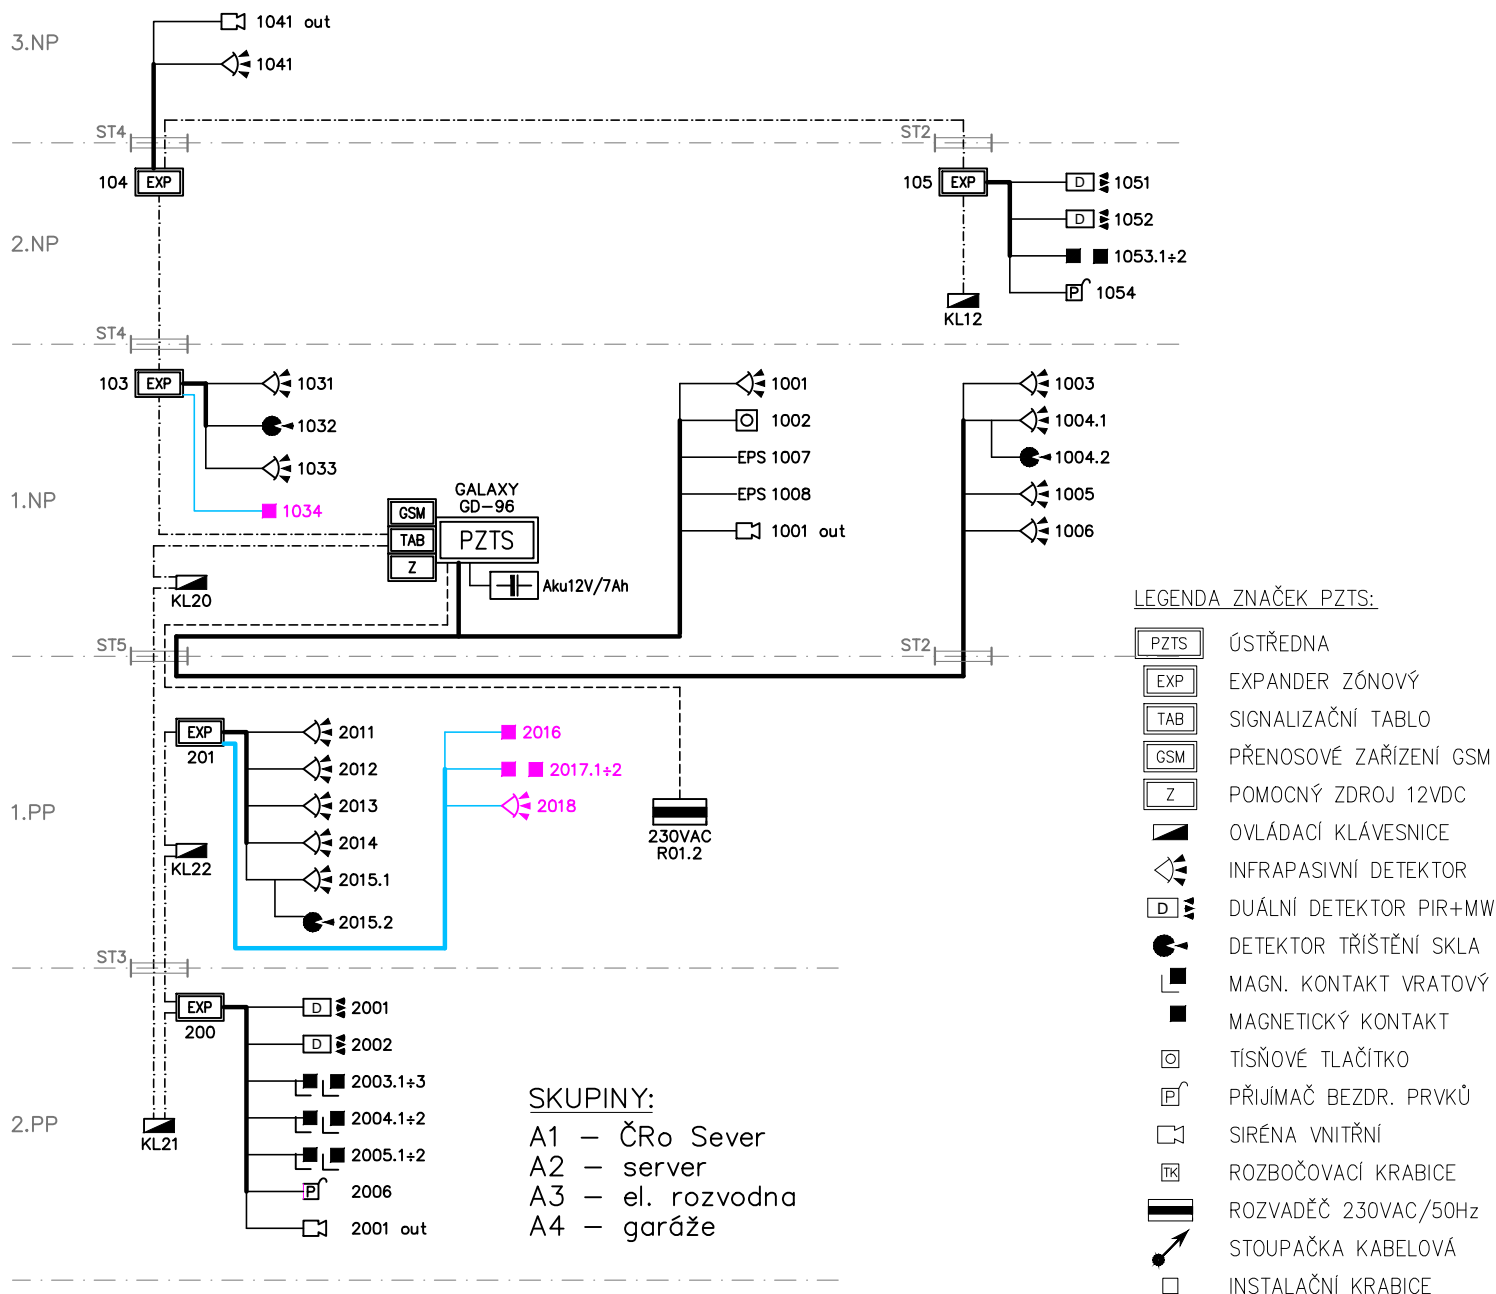 3.NP
1041 out
1041
ST4
ST2
104
EXP
105
EXP
1051
1052
1053.1÷2
1054
P
D
D
KL12
2.NP
ST4
103
EXP
1031
1032
1033
1034
1001
1002
EPS 1007
EPS 1008
1001 out
1003
1004.1
1004.2
1005
1006
1.NP
GALAXY
GD-96
GSM
TAB
Z
PZTS
Aku12V/7Ah
KL20
ST5
ST2
EXP
201
2011
2012
2013
2014
2015.1
2015.2
2016
2017.1÷2
2018
230VAC
R01.2
1.PP
KL22
ST3
EXP
200
D
2001
D
2002
2003.1÷3
2004.1÷2
2005.1÷2
P
2006
2001 out
2.PP
KL21
SKUPINY:
A1 – ČRo Sever
A2 – server
A3 – el. rozvodna
A4 – garáže
LEGENDA ZNAČEK PZTS:
PZTS ÚSTŘEDNA
EXP EXPANDER ZÓNOVÝ
TAB SIGNALIZAČNÍ TABLO
GSM PŘENOSOVÉ ZAŘÍZENÍ GSM
Z POMOCNÝ ZDROJ 12VDC
OVLÁDACÍ KLÁVESNICE
INFRAPASIVNÍ DETEKTOR
D DUÁLNÍ DETEKTOR PIR+MW
DETEKTOR TŘÍŠTĚNÍ SKLA
MAGN. KONTAKT VRATOVÝ
MAGNETICKÝ KONTAKT
TÍSŇOVÉ TLAČÍTKO
P PŘIJÍMAČ BEZDR. PRVKŮ
SIRÉNA VNITŘNÍ
TK ROZBOČOVACÍ KRABICE
ROZVADĚČ 230VAC/50Hz
STOUPAČKA KABELOVÁ
INSTALAČNÍ KRABICE